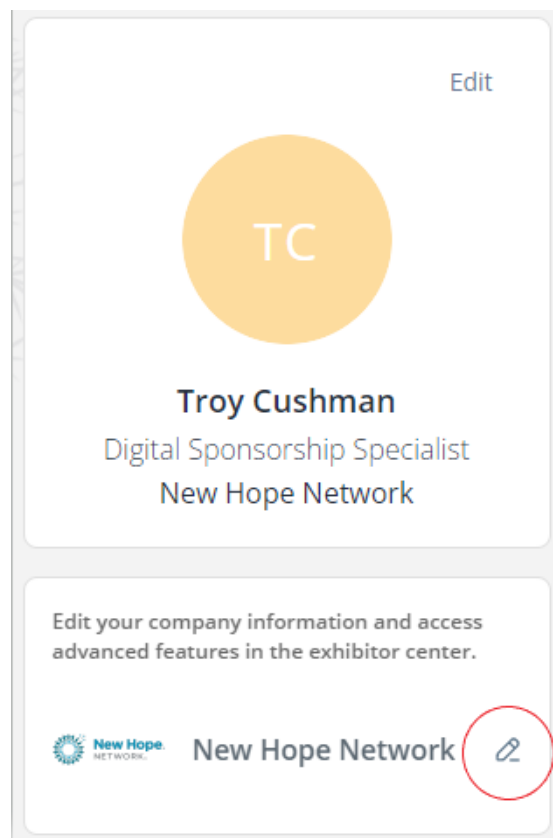 Edit
TC
Troy Cushman
Digital Sponsorship Specialist
New Hope Network
Edit your company information and access
advanced features in the exhibitor center.
New Hope.
NETWORK.
New Hope Network